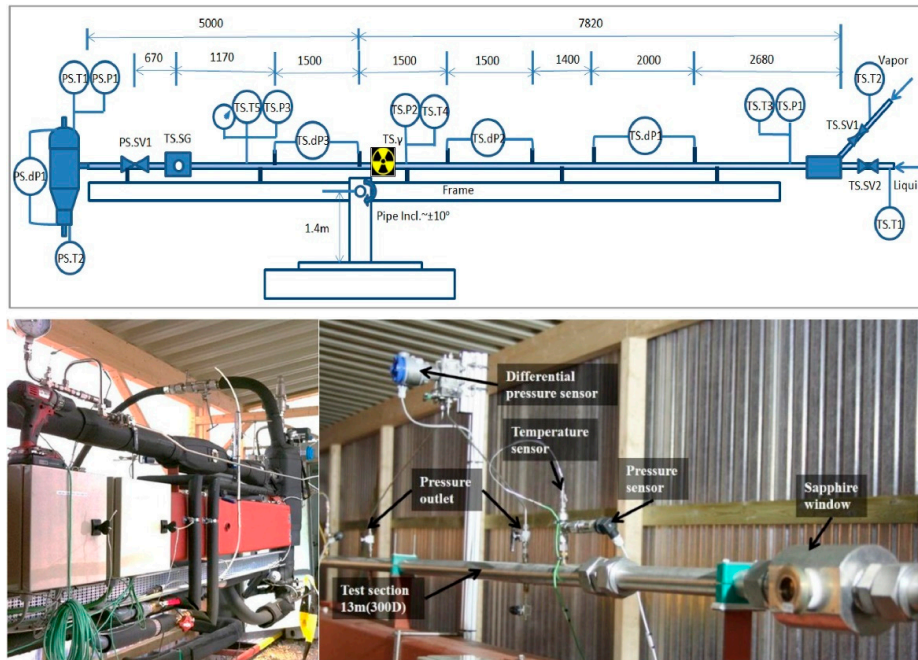 5000
7820
670
1170
1500
1500
1500
1400
2000
2680
Vapor
PS.T1
PS.P1
TS.T5
TS.P3
TS.P2
TS.T4
TS.T3
TS.P1
TS.T2
PS.SV1
TS.SG
TS.dP3
TS.γ
TS.dP2
TS.dP1
TS.SV1
PS.dP1
TS.SV2
Liqui
Frame
Pipe Incl.~±10°
1.4m
TS.T1
PS.T2
Differential
pressure sensor
Temperature
sensor
Pressure
outlet
Pressure
sensor
Sapphire
window
Test section
13m(300D)